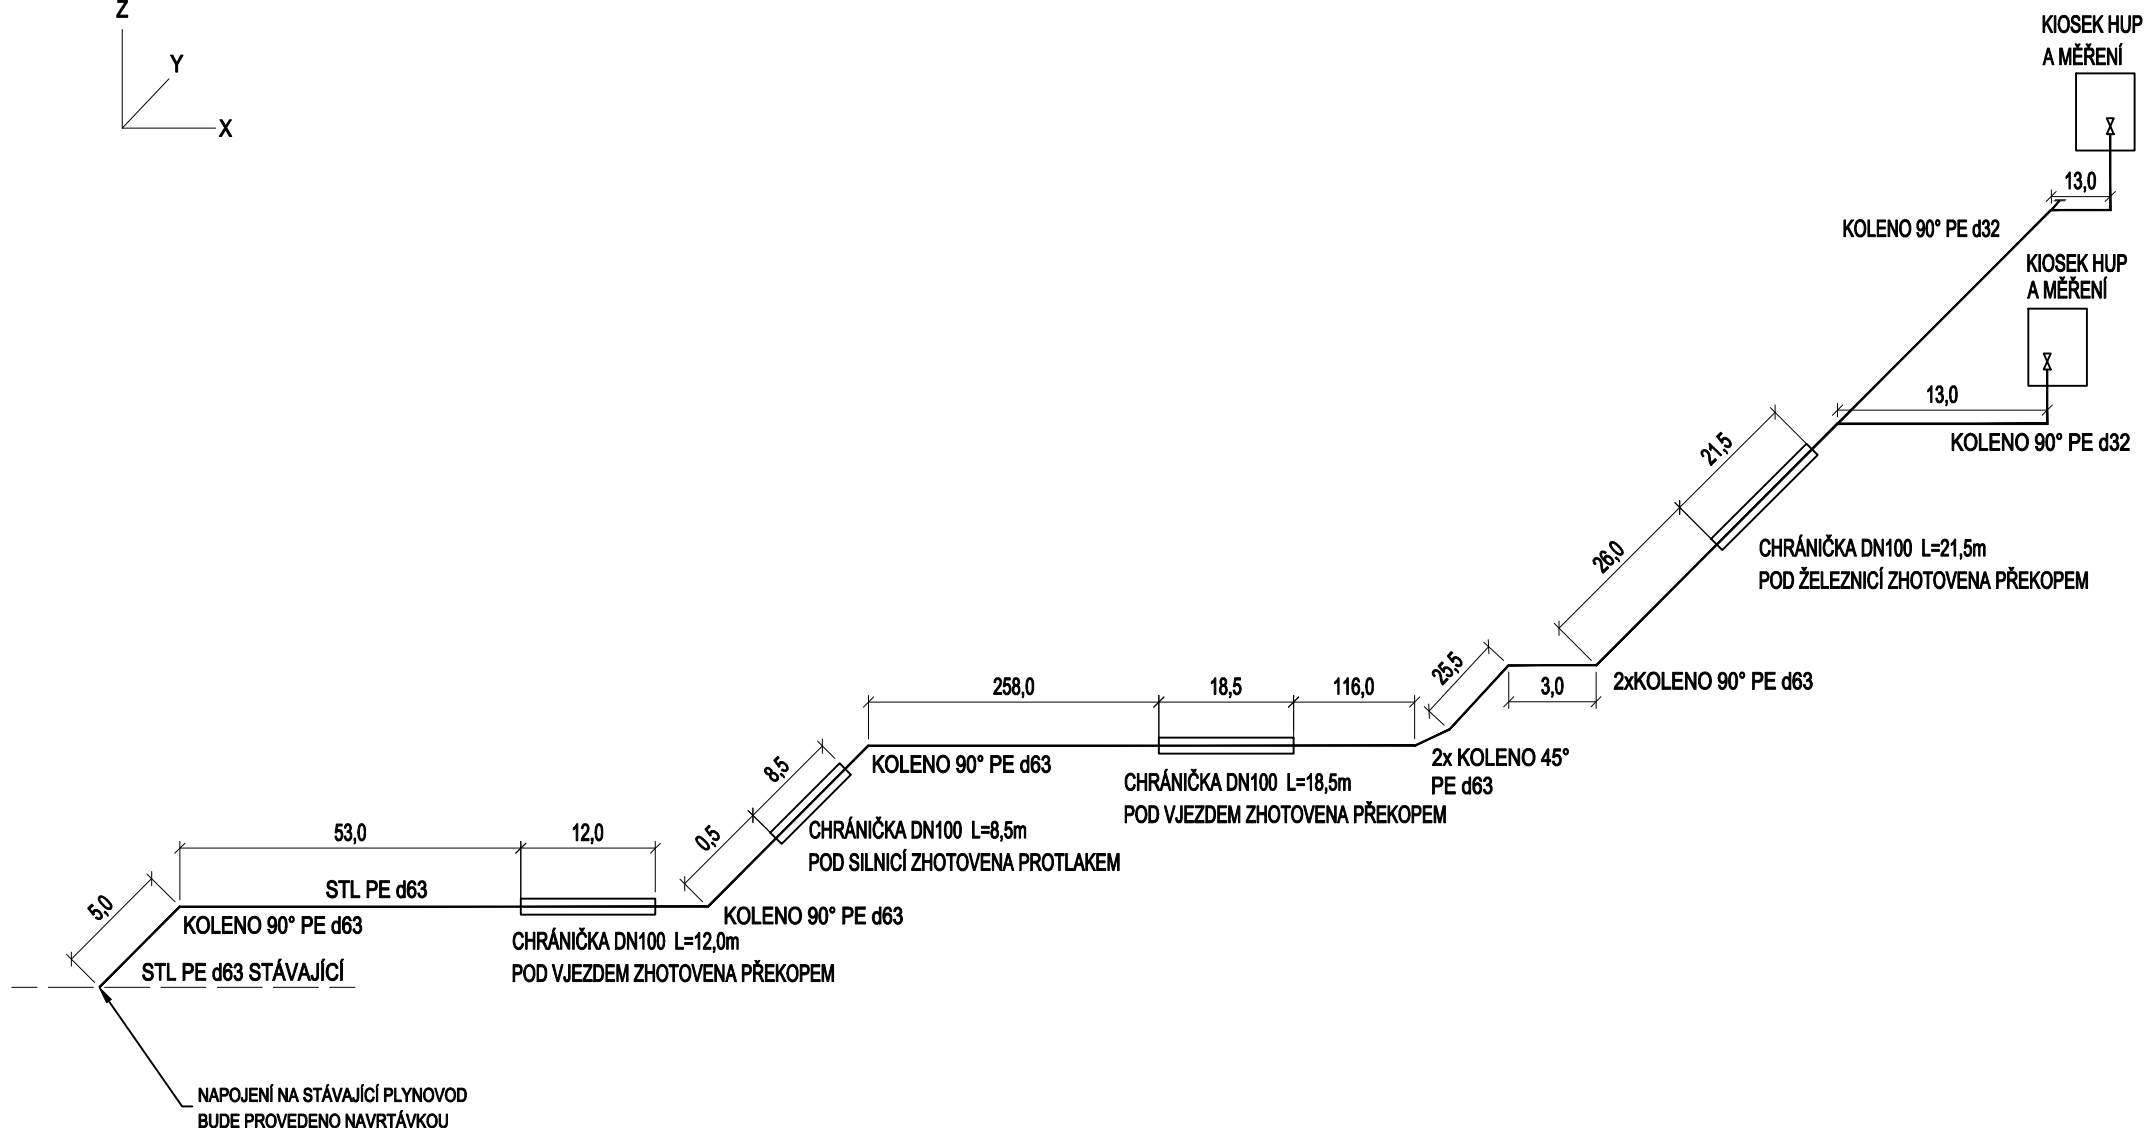 Z
Y
X
KIOSEK HUP
A MĚŘENÍ
13,0
KOLENO 90° PE d32
KIOSEK HUP
A MĚŘENÍ
13,0
KOLENO 90° PE d32
21,5
26,0
CHRÁNIČKA DN100 L=21,5m
POD ŽELEZNICÍ ZHOTOVENA PŘEKOPEM
25,5
3,0
2xKOLENO 90° PE d63
258,0
18,5
116,0
KOLENO 90° PE d63
2x KOLENO 45°
PE d63
CHRÁNIČKA DN100 L=18,5m
POD VJEZDEM ZHOTOVENA PŘEKOPEM
8,5
0,5
CHRÁNIČKA DN100 L=8,5m
POD SILNICÍ ZHOTOVENA PROTLAKEM
53,0
12,0
STL PE d63
5,0
KOLENO 90° PE d63
KOLENO 90° PE d63
CHRÁNIČKA DN100 L=12,0m
POD VJEZDEM ZHOTOVENA PŘEKOPEM
STL PE d63 STÁVAJÍCÍ
NAPOJENÍ NA STÁVAJÍCÍ PLYNOVOD
BUDE PROVEDENO NAVRTÁVKOU